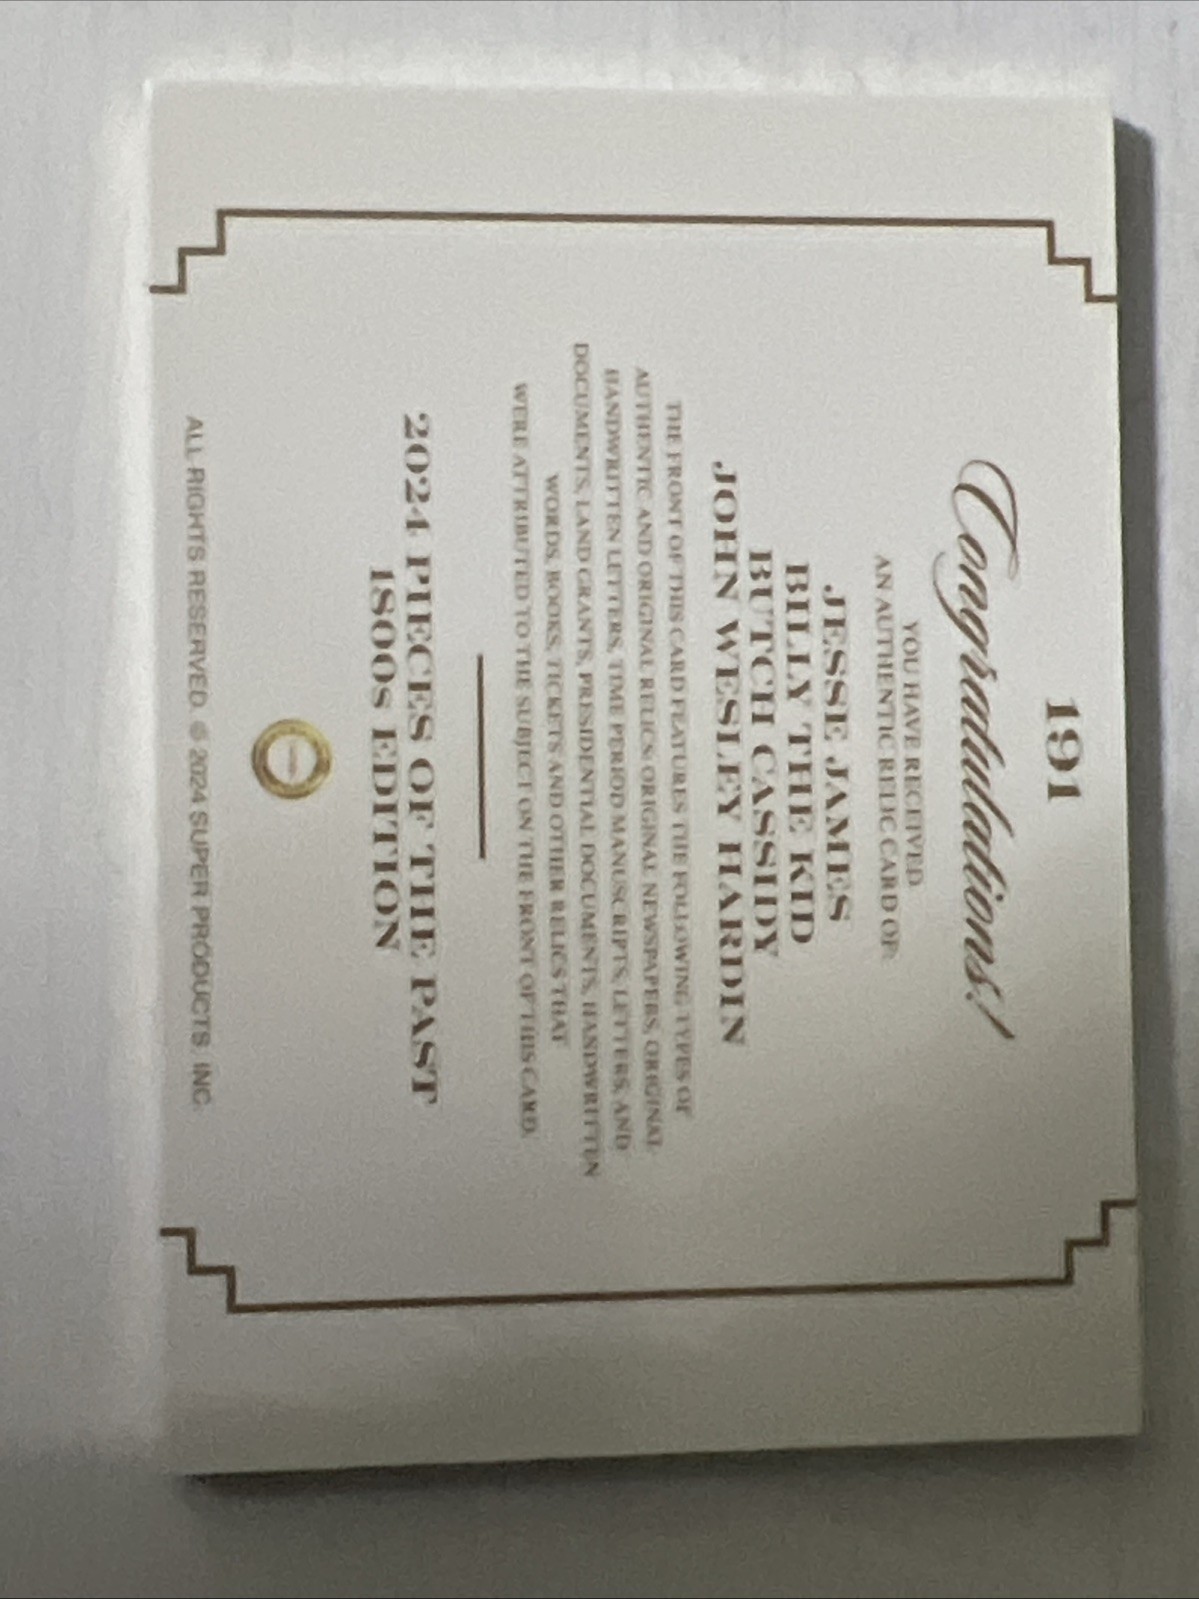 191
Congratulations!
YOU HAVE RECEIVED
AN AUTHENTIC RELIC CARD OF:
JESSE JAMES
BILLY THE KID
BUTCH CASSIDY
JOHN WESLEY HARDIN
THE FRONT OF THIS CARD FEATURES THE FOLLOWING TYPES OF
AUTHENTIC AND ORIGINAL RELICS: ORIGINAL NEWSPAPERS, ORIGINAL
HANDWRITTEN LETTERS, TIME PERIOD MANUSCRIPTS, LETTERS, AND
DOCUMENTS, LAND GRANTS, PRESIDENTIAL DOCUMENTS, HANDWRITTEN
WORDS, BOOKS, TICKETS AND OTHER RELICS THAT
WERE ATTRIBUTED TO THE SUBJECT ON THE FRONT OF THIS CARD.
2024 PIECES OF THE PAST
1800S EDITION
ALL RIGHTS RESERVED. © 2024 SUPER PRODUCTS, INC.